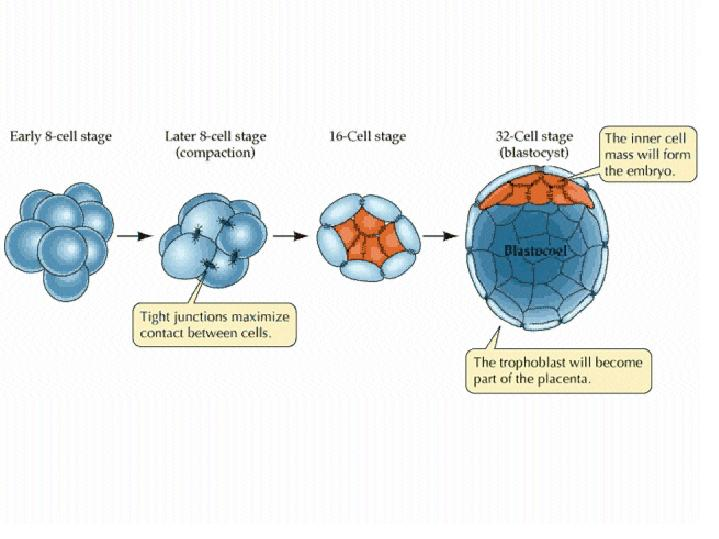 Early 8-cell stage
Later 8-cell stage
(compaction)
16-Cell stage
32-Cell stage
(blastocyst)
The inner cell
mass will form
the embryo.
Blastocoel
Tight junctions maximize
contact between cells.
The trophoblast will become
part of the placenta.